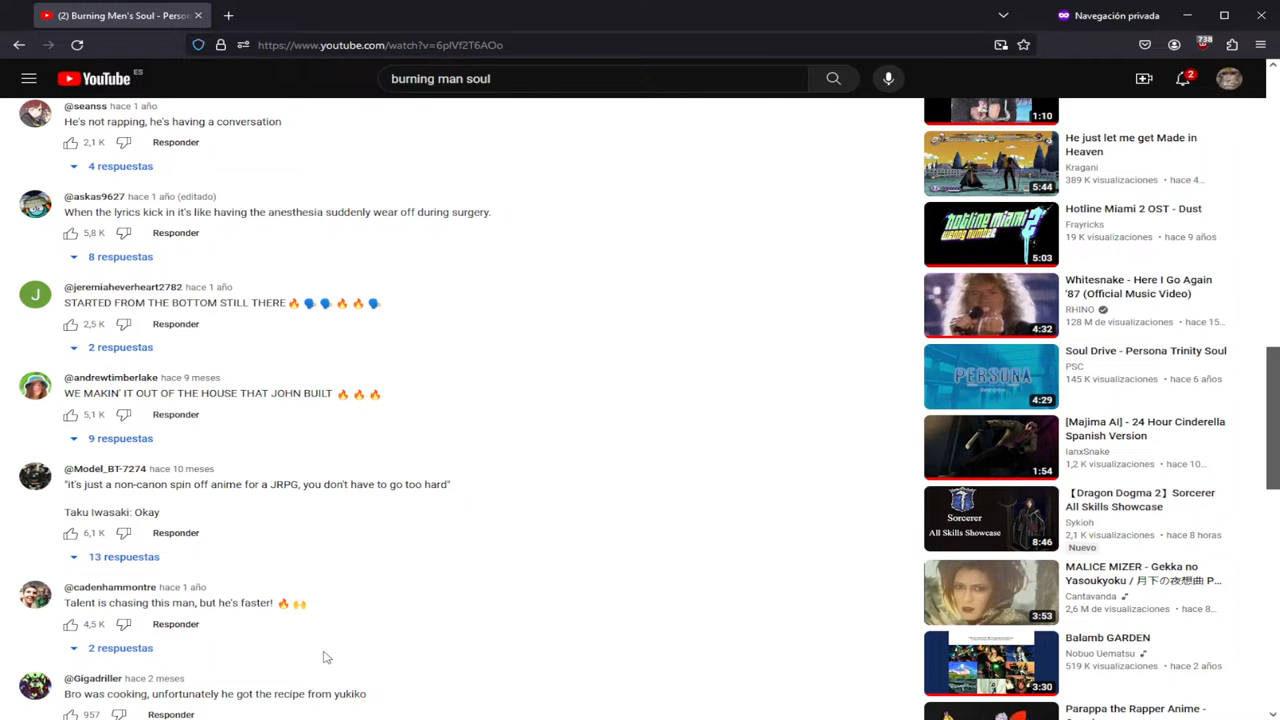 (2) Burning Men's Soul - Perso
Navegación privada
https://www.youtube.com/watch?v=6plVf2T6AOo
738
YouTube ES
burning man soul
2
@seanss hace 1 año
He's not rapping, he's having a conversation
2,1 K Responder
4 respuestas
@askas9627 hace 1 año (editado)
When the lyrics kick in it's like having the anesthesia suddenly wear off during surgery.
5,8 K Responder
8 respuestas
J
@jeremiaheverheart2782 hace 1 año
STARTED FROM THE BOTTOM STILL THERE🔥🗣️🗣️🔥🔥🗣️
2,5 K Responder
2 respuestas
@andrewtimberlake hace 9 meses
WE MAKIN' IT OUT OF THE HOUSE THAT JOHN BUILT 🔥🔥🔥
5,1 K Responder
9 respuestas
@Model_BT-7274 hace 10 meses
"it's just a non-canon spin off anime for a JRPG, you don't have to go too hard"
Taku Iwasaki: Okay
6,1 K Responder
13 respuestas
@cadenhammontre hace 1 año
Talent is chasing this man, but he's faster! 🔥🙌
4,5 K Responder
2 respuestas
@Gigadriller hace 2 meses
Bro was cooking, unfortunately he got the recipe from Yukiko
957 Responder
1:10
He just let me get Made in
Heaven
Kragani
389 K visualizaciones • hace 4...
5:44
Hotline Miami 2 OST - Dust
Frayricks
19 K visualizaciones • hace 9 años
hotline miami 2
wrong number
5:03
Whitesnake - Here I Go Again
'87 (Official Music Video)
RHINO
128 M de visualizaciones • hace 15...
4:32
Soul Drive - Persona Trinity Soul
PSC
145 K visualizaciones • hace 6 años
PERSONA
4:29
[Majima AI] - 24 Hour Cinderella
Spanish Version
IanxSnake
1,2 K visualizaciones • hace 10...
1:54
【Dragon Dogma 2】Sorcerer
All Skills Showcase
Sykioh
2,1 K visualizaciones • hace 8 horas
Nuevo
Sorcerer
All Skills Showcase
8:46
MALICE MIZER - Gekka no
Yasoukyoku / 月下の夜想曲 P...
Cantavanda
2,6 M de visualizaciones • hace 8...
3:53
Balamb GARDEN
Nobuo Uematsu
519 K visualizaciones • hace 2 años
3:30
Parappa the Rapper Anime -